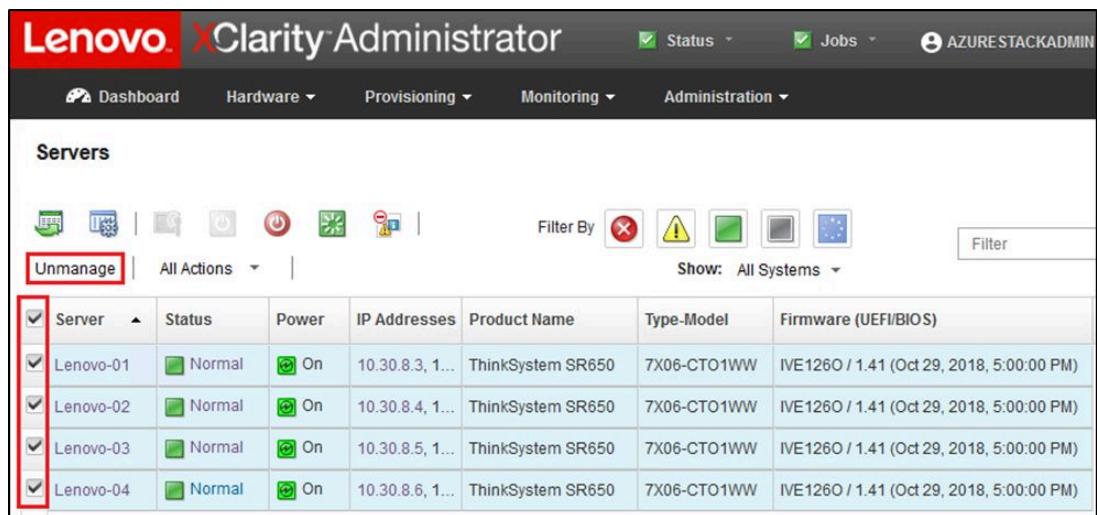 Lenovo. XClarity Administrator Status Jobs AZURESTACKADMIN
Dashboard Hardware Provisioning Monitoring Administration
Servers
Filter By Filter
Unmanage All Actions Show: All Systems
Server Status Power IP Addresses Product Name Type-Model Firmware (UEFI/BIOS)
Lenovo-01 Normal On 10.30.8.3, 1... ThinkSystem SR650 7X06-CTO1WW IVE126O / 1.41 (Oct 29, 2018, 5:00:00 PM)
Lenovo-02 Normal On 10.30.8.4, 1... ThinkSystem SR650 7X06-CTO1WW IVE126O / 1.41 (Oct 29, 2018, 5:00:00 PM)
Lenovo-03 Normal On 10.30.8.5, 1... ThinkSystem SR650 7X06-CTO1WW IVE126O / 1.41 (Oct 29, 2018, 5:00:00 PM)
Lenovo-04 Normal On 10.30.8.6, 1... ThinkSystem SR650 7X06-CTO1WW IVE126O / 1.41 (Oct 29, 2018, 5:00:00 PM)